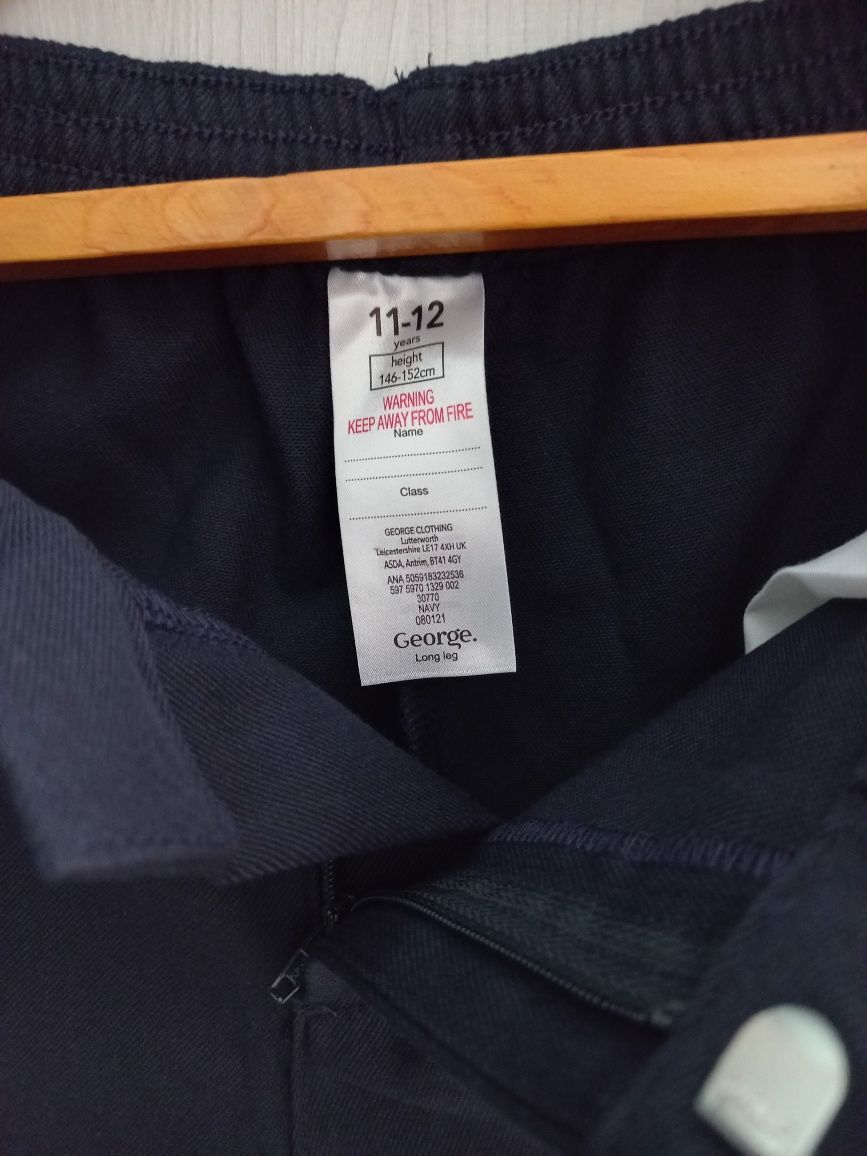 11-12
years
height
146-152cm
WARNING
KEEP AWAY FROM FIRE
Name
Class
GEORGE CLOTHING
Lutterworth
Leicestershire LE17 4XH UK
ASDA, Antrim, BT41 4GY
ANA 5059183232536
597 5970 1329 002
30770
NAVY
080121
George.
Long leg